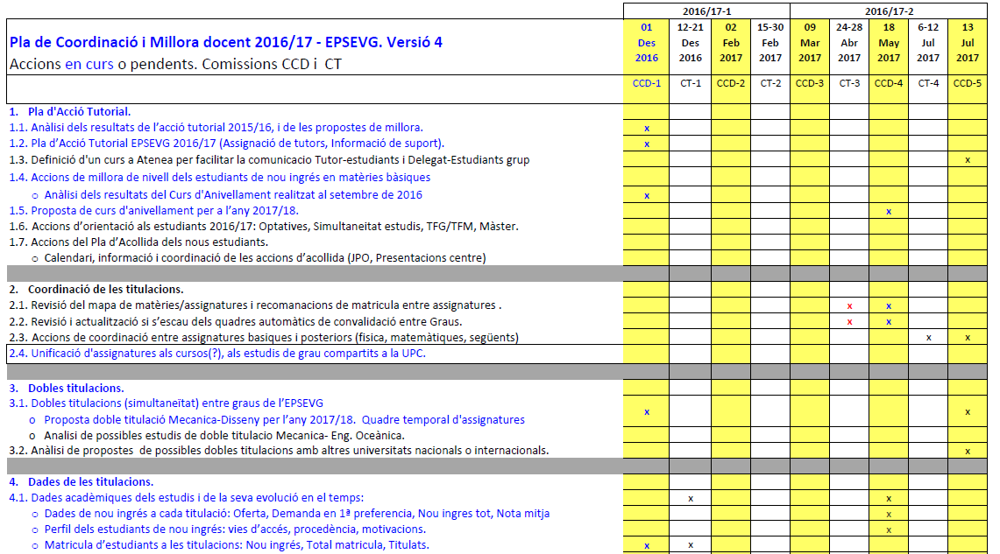 2016/17-1 2016/17-2
Pla de Coordinació i Millora docent 2016/17 - EPSEVG. Versió 4
Accions en curs o pendents. Comissions CCD i CT
01 12-21 02 15-30 09 24-28 18 6-12 13
Des Des Feb Feb Mar Abr May Jul Jul
2016 2016 2017 2017 2017 2017 2017 2017 2017
CCD-1 CT-1 CCD-2 CT-2 CCD-3 CT-3 CCD-4 CT-4 CCD-5
1. Pla d'Acció Tutorial.
1.1. Anàlisi dels resultats de l’acció tutorial 2015/16, i de les propostes de millora. x
1.2. Pla d’Acció Tutorial EPSEVG 2016/17 (Assignació de tutors, Informació de suport). x
1.3. Definició d'un curs a Atenea per facilitar la comunicacio Tutor-estudiants i Delegat-Estudiants grup x
1.4. Accions de millora de nivell dels estudiants de nou ingrés en matèries bàsiques
o Anàlisi dels resultats del Curs d'Anivellament realitzat al setembre de 2016 x
1.5. Proposta de curs d'anivellament per a l’any 2017/18. x
1.6. Accions d’orientació als estudiants 2016/17: Optatives, Simultaneitat estudis, TFG/TFM, Màster.
1.7. Accions del Pla d’Acollida dels nous estudiants.
o Calendari, informació i coordinació de les accions d’acollida (JPO, Presentacions centre)
2. Coordinació de les titulacions.
2.1. Revisió del mapa de matèries/assignatures i recomanacions de matricula entre assignatures . x x
2.2. Revisió i actualització si s’escau dels quadres automàtics de convalidació entre Graus. x x
2.3. Accions de coordinació entre assignatures basiques i posteriors (fisica, matemàtiques, següents) x x
2.4. Unificació d'assignatures als cursos(?), als estudis de grau compartits a la UPC.
3. Dobles titulacions.
3.1. Dobles titulacions (simultaneïtat) entre graus de l’EPSEVG x x
o Proposta doble titulació Mecanica-Disseny per l’any 2017/18. Quadre temporal d'assignatures
o Analisi de possibles estudis de doble titulacio Mecanica- Eng. Oceànica.
3.2. Anàlisi de propostes de possibles dobles titulacions amb altres universitats nacionals o internacionals. x
4. Dades de les titulacions.
4.1. Dades acadèmiques dels estudis i de la seva evolució en el temps: x x
o Dades de nou ingrés a cada titulació: Oferta, Demanda en 1ª preferencia, Nou ingres tot, Nota mitja x
o Perfil dels estudiants de nou ingrés: vies d’accés, procedència, motivacions. x
o Matricula d’estudiants a les titulacions: Nou ingrés, Total matricula, Titulats. x x